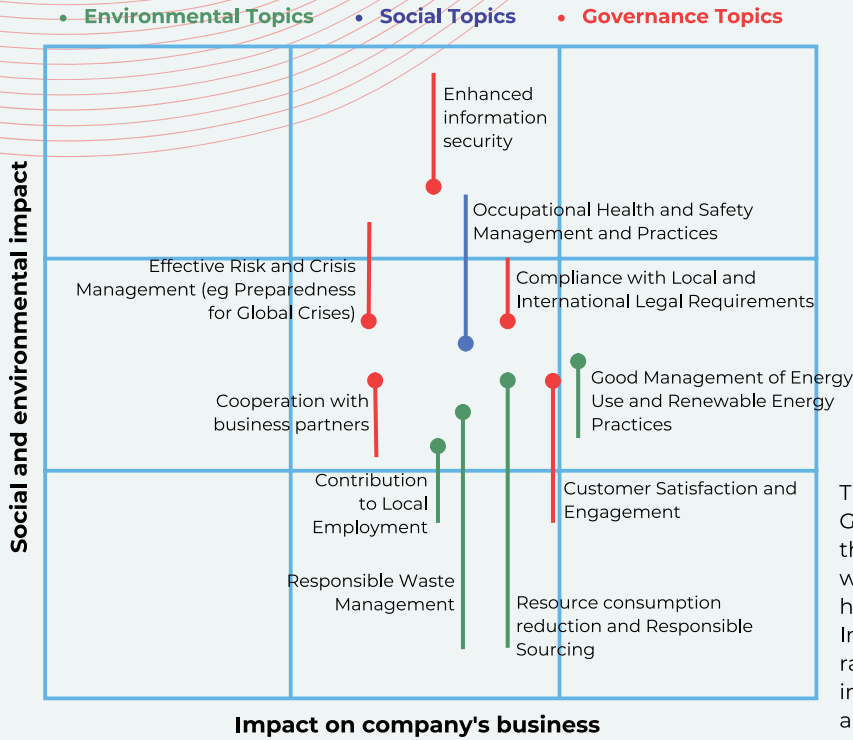 • Environmental Topics • Social Topics • Governance Topics
Social and environmental impact
Enhanced
information
security
Occupational Health and Safety
Management and Practices
Effective Risk and Crisis
Management (eg Preparedness
for Global Crises)
Compliance with Local and
International Legal Requirements
Good Management of Energy
Use and Renewable Energy
Practices
Cooperation with
business partners
Contribution
to Local
Employment
Customer Satisfaction and
Engagement
Responsible Waste
Management
Resource consumption
reduction and Responsible
Sourcing
Impact on company's business